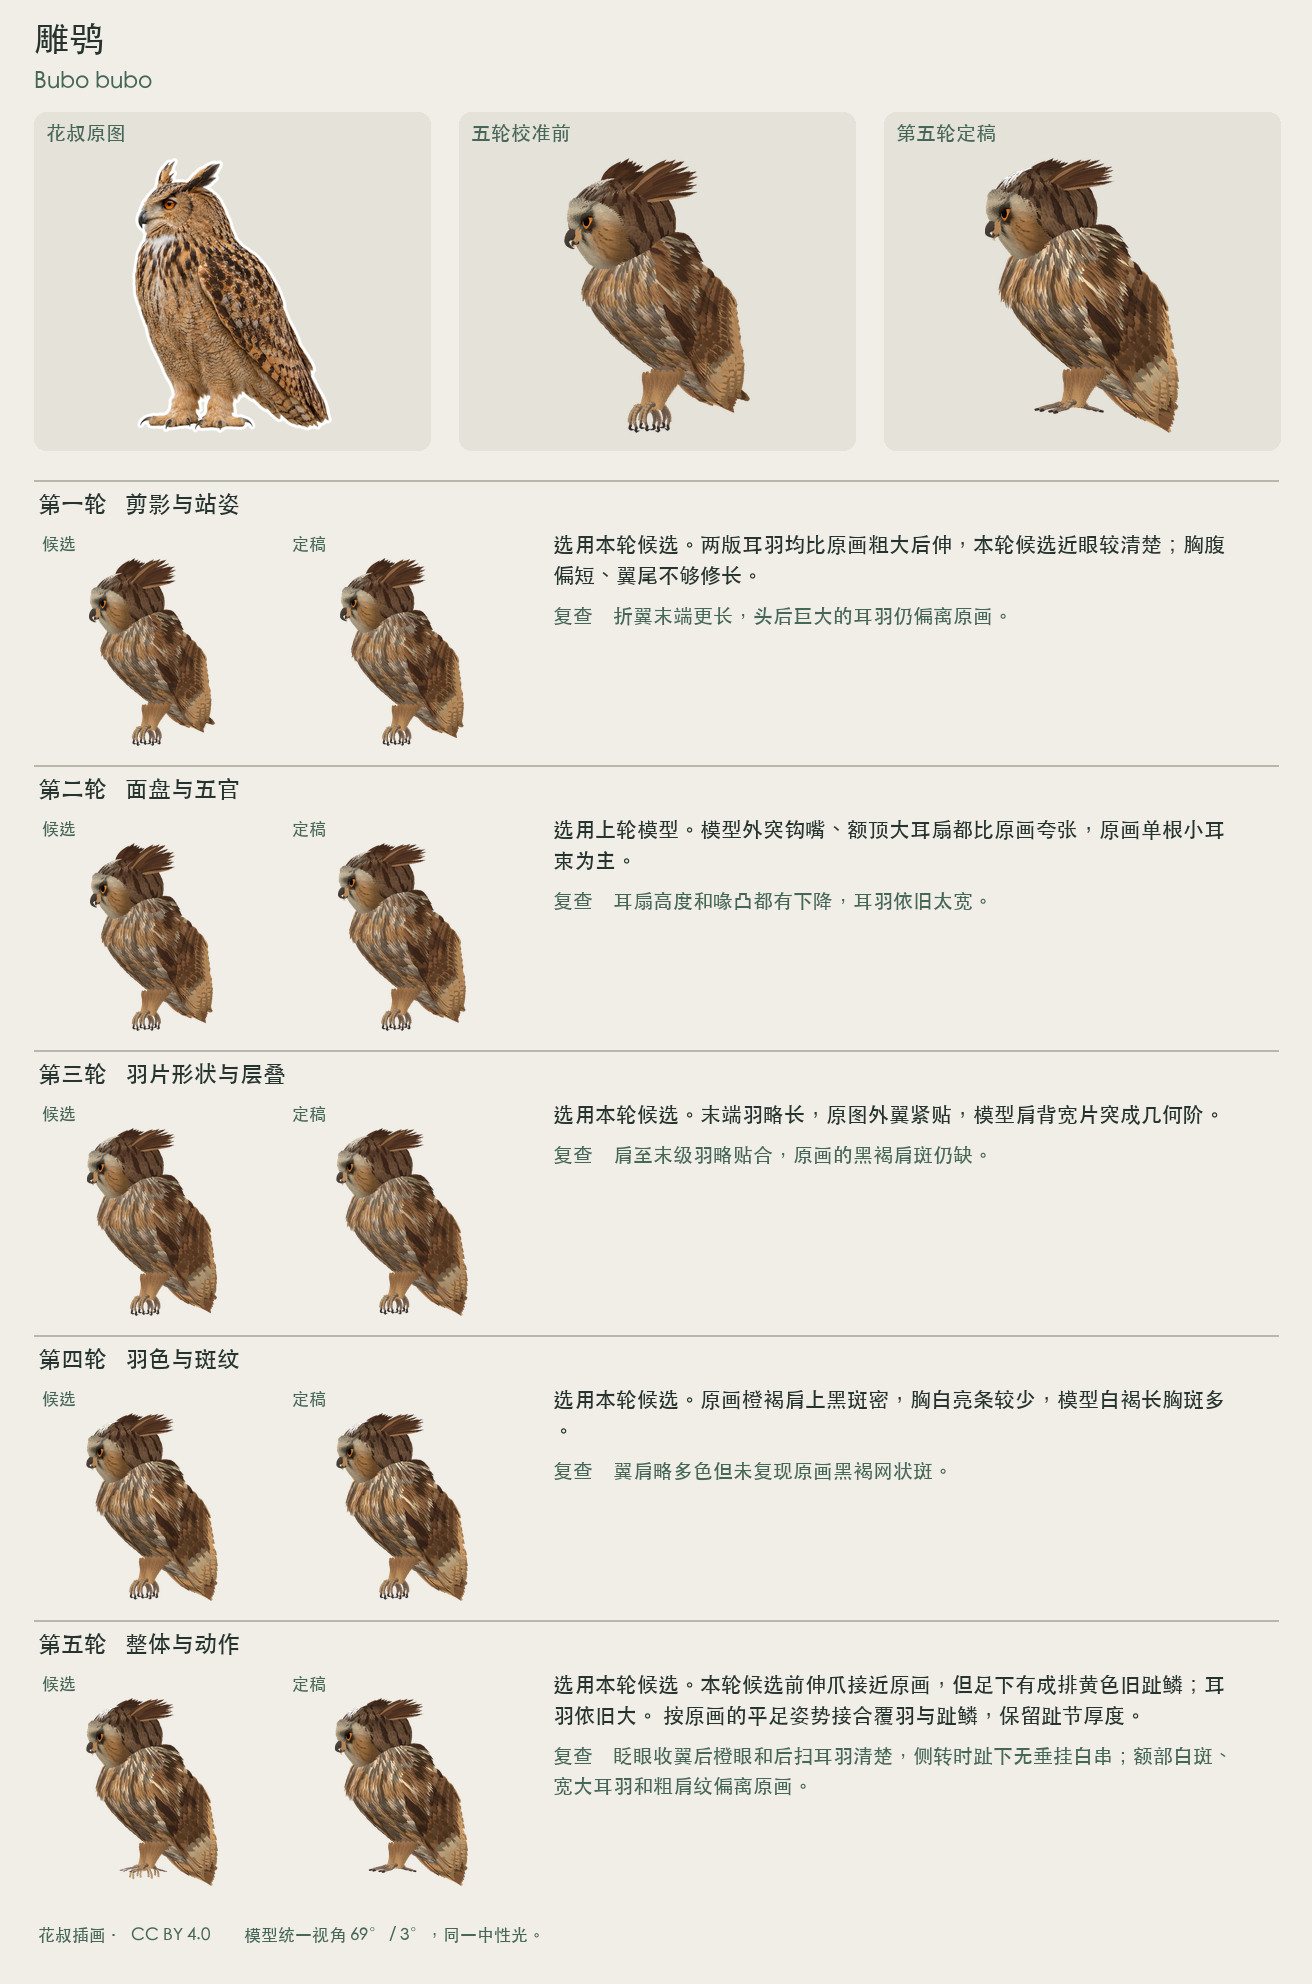 雕鸮
Bubo bubo
花叔原图
五轮校准前
第五轮定稿
第一轮 剪影与站姿
候选
定稿
选用本轮候选。两版耳羽均比原画粗大后伸，本轮候选近眼较清楚；胸腹
偏短、翼尾不够修长。
复查 折翼末端更长，头后巨大的耳羽仍偏离原画。
第二轮 面盘与五官
候选
定稿
选用上轮模型。模型外突钩嘴、额顶大耳扇都比原画夸张，原画单根小耳
束为主。
复查 耳扇高度和喙凸都有下降，耳羽依旧太宽。
第三轮 羽片形状与层叠
候选
定稿
选用本轮候选。末端羽略长，原图外翼紧贴，模型肩背宽片突成几何阶。
复查 肩至末级羽略贴合，原画的黑褐肩斑仍缺。
第四轮 羽色与斑纹
候选
定稿
选用本轮候选。原画橙褐肩上黑斑密，胸白亮条较少，模型白褐长胸斑多
。
复查 翼肩略多色但未复现原画黑褐网状斑。
第五轮 整体与动作
候选
定稿
选用本轮候选。本轮候选前伸爪接近原画，但足下有成排黄色旧趾鳞；耳
羽依旧大。 按原画的平足姿势接合覆羽与趾鳞，保留趾节厚度。
复查 眨眼收翼后橙眼和后扫耳羽清楚，侧转时趾下无垂挂白串；额部白斑、
宽大耳羽和粗肩纹偏离原画。
花叔插画 · CC BY 4.0 模型统一视角 69° / 3° ，同一中性光。